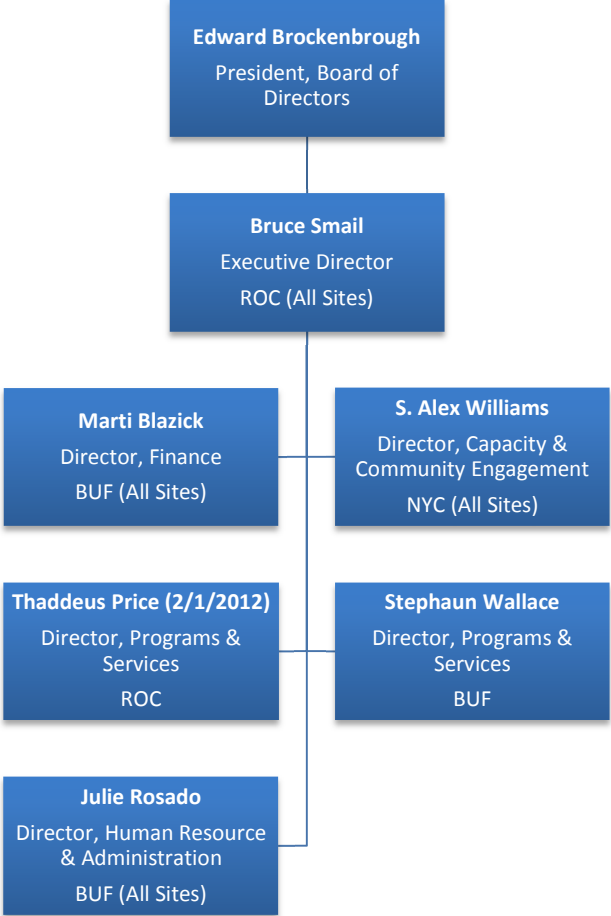 Edward Brockenbrough
President, Board of
Directors
Bruce Smail
Executive Director
ROC (All Sites)
Marti Blazick
Director, Finance
BUF (All Sites)
S. Alex Williams
Director, Capacity &
Community Engagement
NYC (All Sites)
Thaddeus Price (2/1/2012)
Director, Programs &
Services
ROC
Stephaun Wallace
Director, Programs &
Services
BUF
Julie Rosado
Director, Human Resource
& Administration
BUF (All Sites)